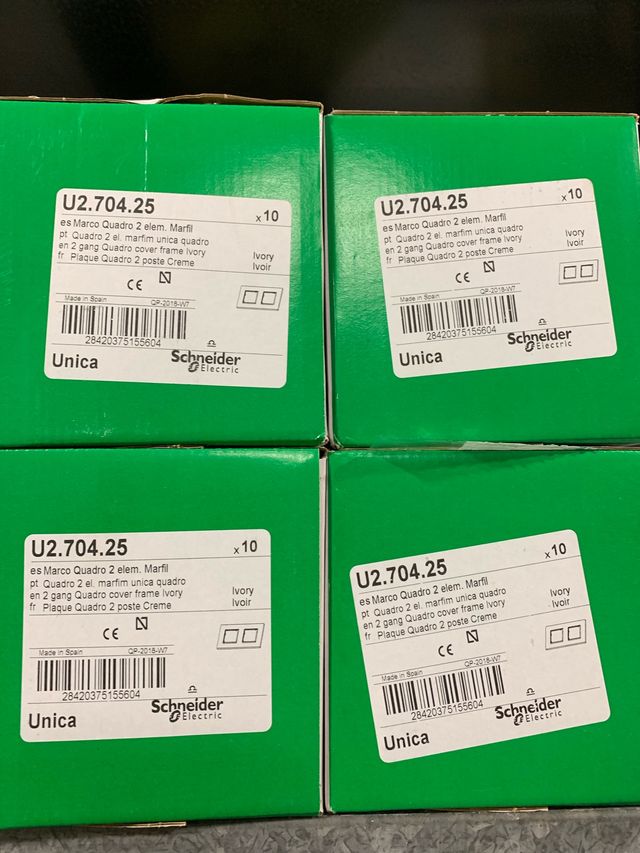 U2.704.25
x 10
es Marco Quadro 2 elem. Marfil
pt Quadro 2 el. marfim unica quadro
en 2 gang Quadro cover frame Ivory
fr Plaque Quadro 2 poste Creme
Ivory
Ivoir
CE N
Made in Spain
QP-2018-W7
28420375155604
Unica
Schneider
Electric
U2.704.25
x 10
es Marco Quadro 2 elem. Marfil
pt Quadro 2 el. marfim unica quadro
en 2 gang Quadro cover frame Ivory
fr Plaque Quadro 2 poste Creme
Ivory
Ivoir
CE N
Made in Spain
QP-2018-W7
28420375155604
Unica
Schneider
Electric
U2.704.25
x 10
es Marco Quadro 2 elem. Marfil
pt Quadro 2 el. marfim unica quadro
en 2 gang Quadro cover frame Ivory
fr Plaque Quadro 2 poste Creme
Ivory
Ivoir
CE N
Made in Spain
QP-2018-W7
28420375155604
Unica
Schneider
Electric
U2.704.25
x 10
es Marco Quadro 2 elem. Marfil
pt Quadro 2 el. marfim unica quadro
en 2 gang Quadro cover frame Ivory
fr Plaque Quadro 2 poste Creme
Ivory
Ivoir
CE N
Made in Spain
QP-2018-W7
28420375155604
Unica
Schneider
Electric